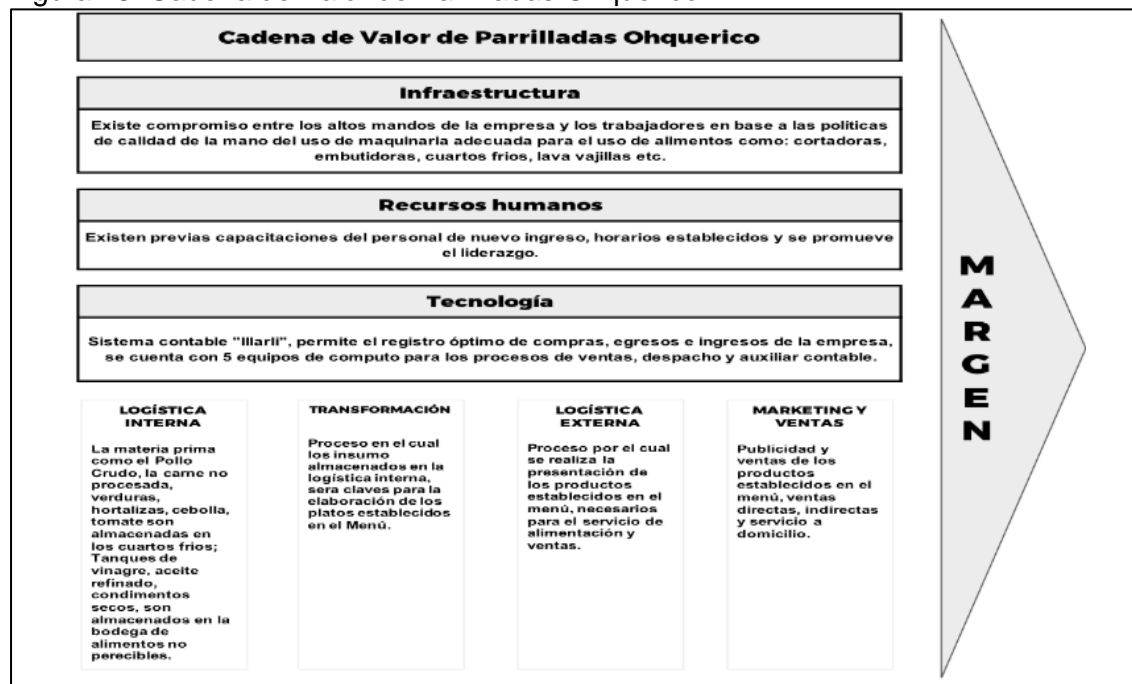 Cadena de Valor de Parrilladas Ohquerico
Infraestructura
Existe compromiso entre los altos mandos de la empresa y los trabajadores en base a las políticas
de calidad de la mano del uso de maquinaria adecuada para el uso de alimentos como: cortadoras,
embutidoras, cuartos frios, lava vajillas etc.
Recursos humanos
Existen previas capacitaciones del personal de nuevo ingreso, horarios establecidos y se promueve
el liderazgo.
Tecnología
Sistema contable "Illarli", permite el registro óptimo de compras, egresos e ingresos de la empresa,
se cuenta con 5 equipos de computo para los procesos de ventas, despacho y auxiliar contable.
LOGÍSTICA
INTERNA
La materia prima
como el Pollo
Crudo, la carne no
procesada,
verduras,
hortalizas, cebolla,
tomate son
almacenadas en
los cuartos frios;
Tanques de
vinagre, aceite
refinado,
condimentos
secos, son
almacenados en la
bodega de
alimentos no
perecibles.
TRANSFORMACIÓN
Proceso en el cual
los insumo
almacenados en la
logística interna,
sera claves para la
elaboración de los
platos establecidos
en el Menú.
LOGÍSTICA
EXTERNA
Proceso por el cual
se realiza la
presentación de
los productos
establecidos en el
menú, necesarios
para el servicio de
alimentación y
ventas.
MARKETING Y
VENTAS
Publicidad y
ventas de los
productos
establecidos en el
menú, ventas
directas, indirectas
y servicio a
domicilio.
MARGEN